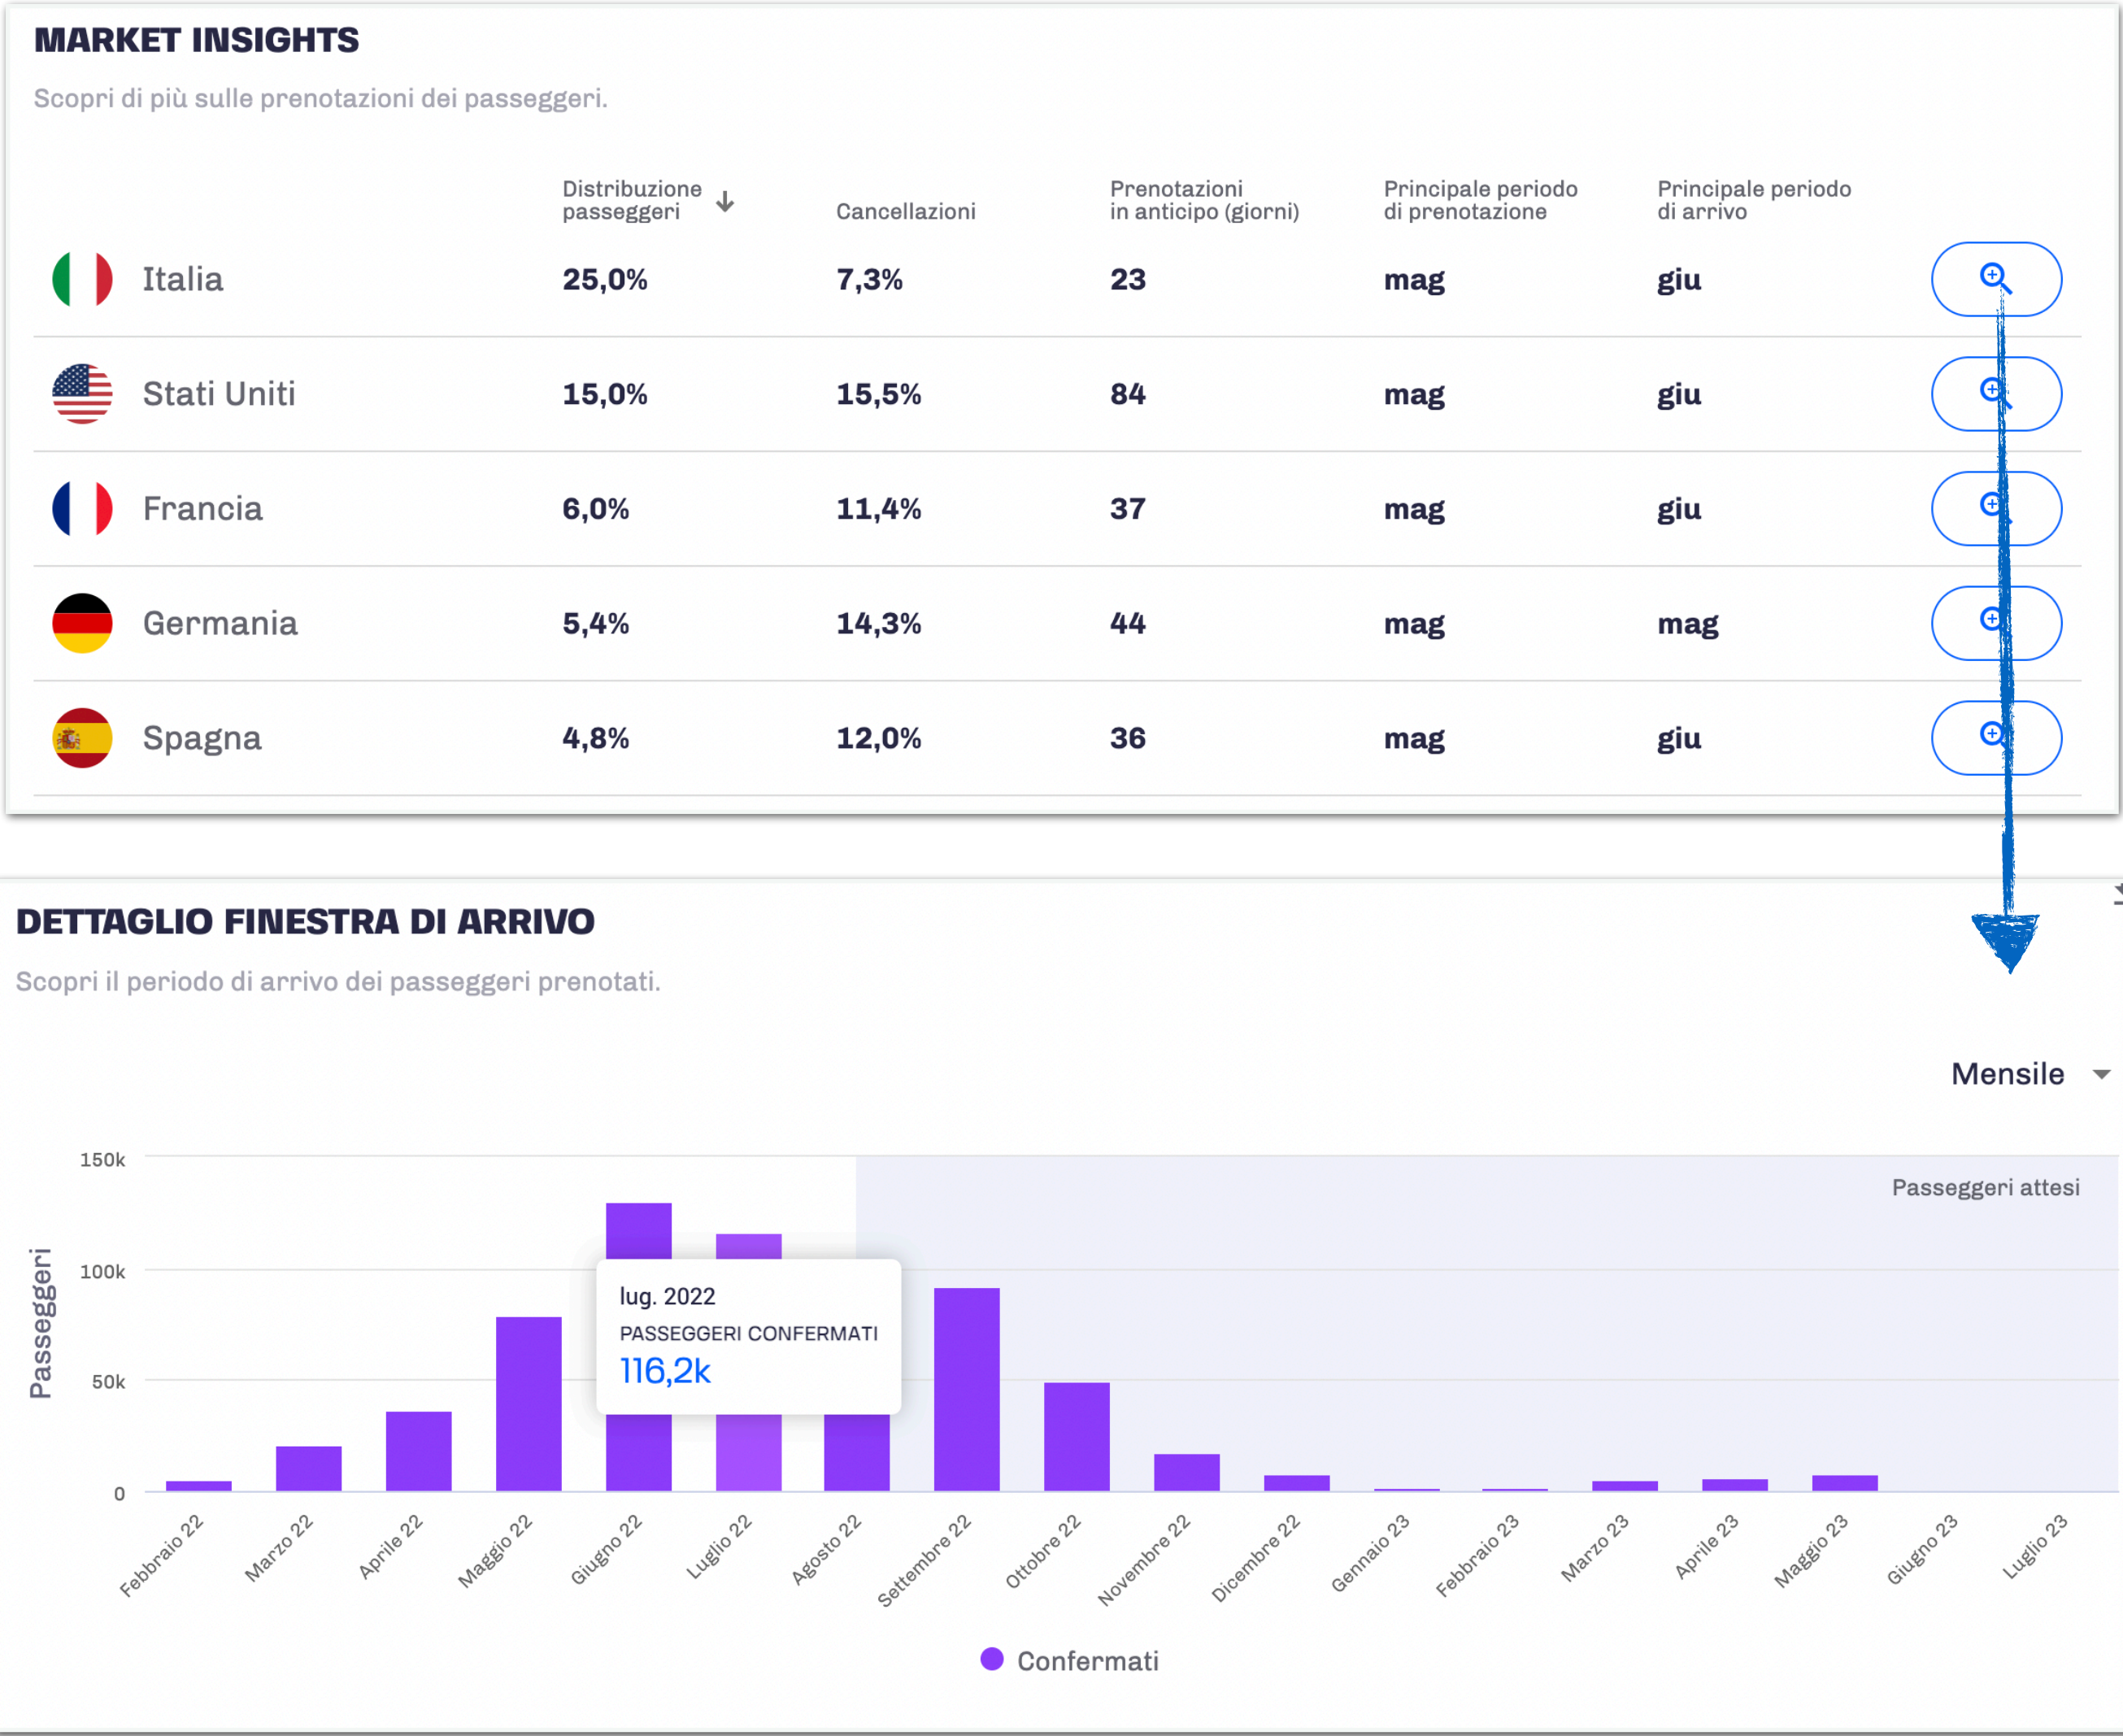 MARKET INSIGHTS
Scopri di più sulle prenotazioni dei passeggeri.
Distribuzione passeggeri
Cancellazioni
Prenotazioni in anticipo (giorni)
Principale periodo di prenotazione
Principale periodo di arrivo
Italia 25,0% 7,3% 23 mag giu
Stati Uniti 15,0% 15,5% 84 mag giu
Francia 6,0% 11,4% 37 mag giu
Germania 5,4% 14,3% 44 mag mag
Spagna 4,8% 12,0% 36 mag giu
DETTAGLIO FINESTRA DI ARRIVO
Scopri il periodo di arrivo dei passeggeri prenotati.
Mensile
Passeggeri attesi
Passeggeri
150k
100k
50k
0
lug. 2022
PASSEGGERI CONFERMATI
116,2k
Febbraio 22
Marzo 22
Aprile 22
Maggio 22
Giugno 22
Luglio 22
Agosto 22
Settembre 22
Ottobre 22
Novembre 22
Dicembre 22
Gennaio 23
Febbraio 23
Marzo 23
Aprile 23
Maggio 23
Giugno 23
Luglio 23
Confermati